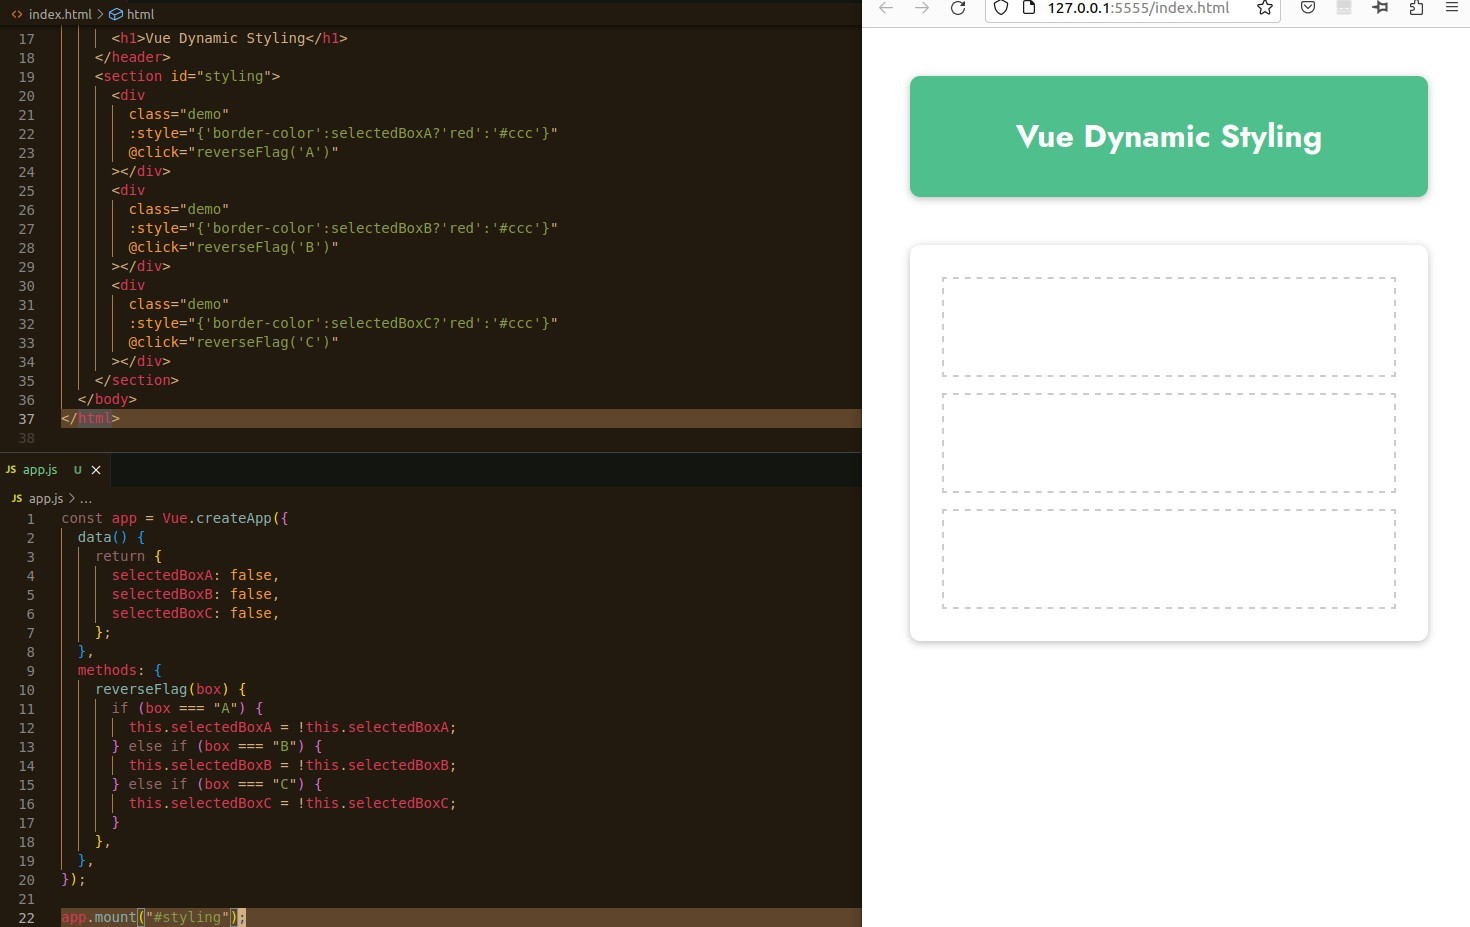 index.html > html
17 <h1>Vue Dynamic Styling</h1>
18 </header>
19 <section id="styling">
20 <div
21 class="demo"
22 :style="{'border-color':selectedBoxA?'red':'#ccc'}"
23 @click="reverseFlag('A')"
24 ></div>
25 <div
26 class="demo"
27 :style="{'border-color':selectedBoxB?'red':'#ccc'}"
28 @click="reverseFlag('B')"
29 ></div>
30 <div
31 class="demo"
32 :style="{'border-color':selectedBoxC?'red':'#ccc'}"
33 @click="reverseFlag('C')"
34 ></div>
35 </section>
36 </body>
37 </html>
38
JS app.js U ×
JS app.js > ...
1 const app = Vue.createApp({
2 data() {
3 return {
4 selectedBoxA: false,
5 selectedBoxB: false,
6 selectedBoxC: false,
7 };
8 },
9 methods: {
10 reverseFlag(box) {
11 if (box === "A") {
12 this.selectedBoxA = !this.selectedBoxA;
13 } else if (box === "B") {
14 this.selectedBoxB = !this.selectedBoxB;
15 } else if (box === "C") {
16 this.selectedBoxC = !this.selectedBoxC;
17 }
18 },
19 },
20 });
21
22 app.mount("#styling");
127.0.0.1:5555/index.html
Vue Dynamic Styling